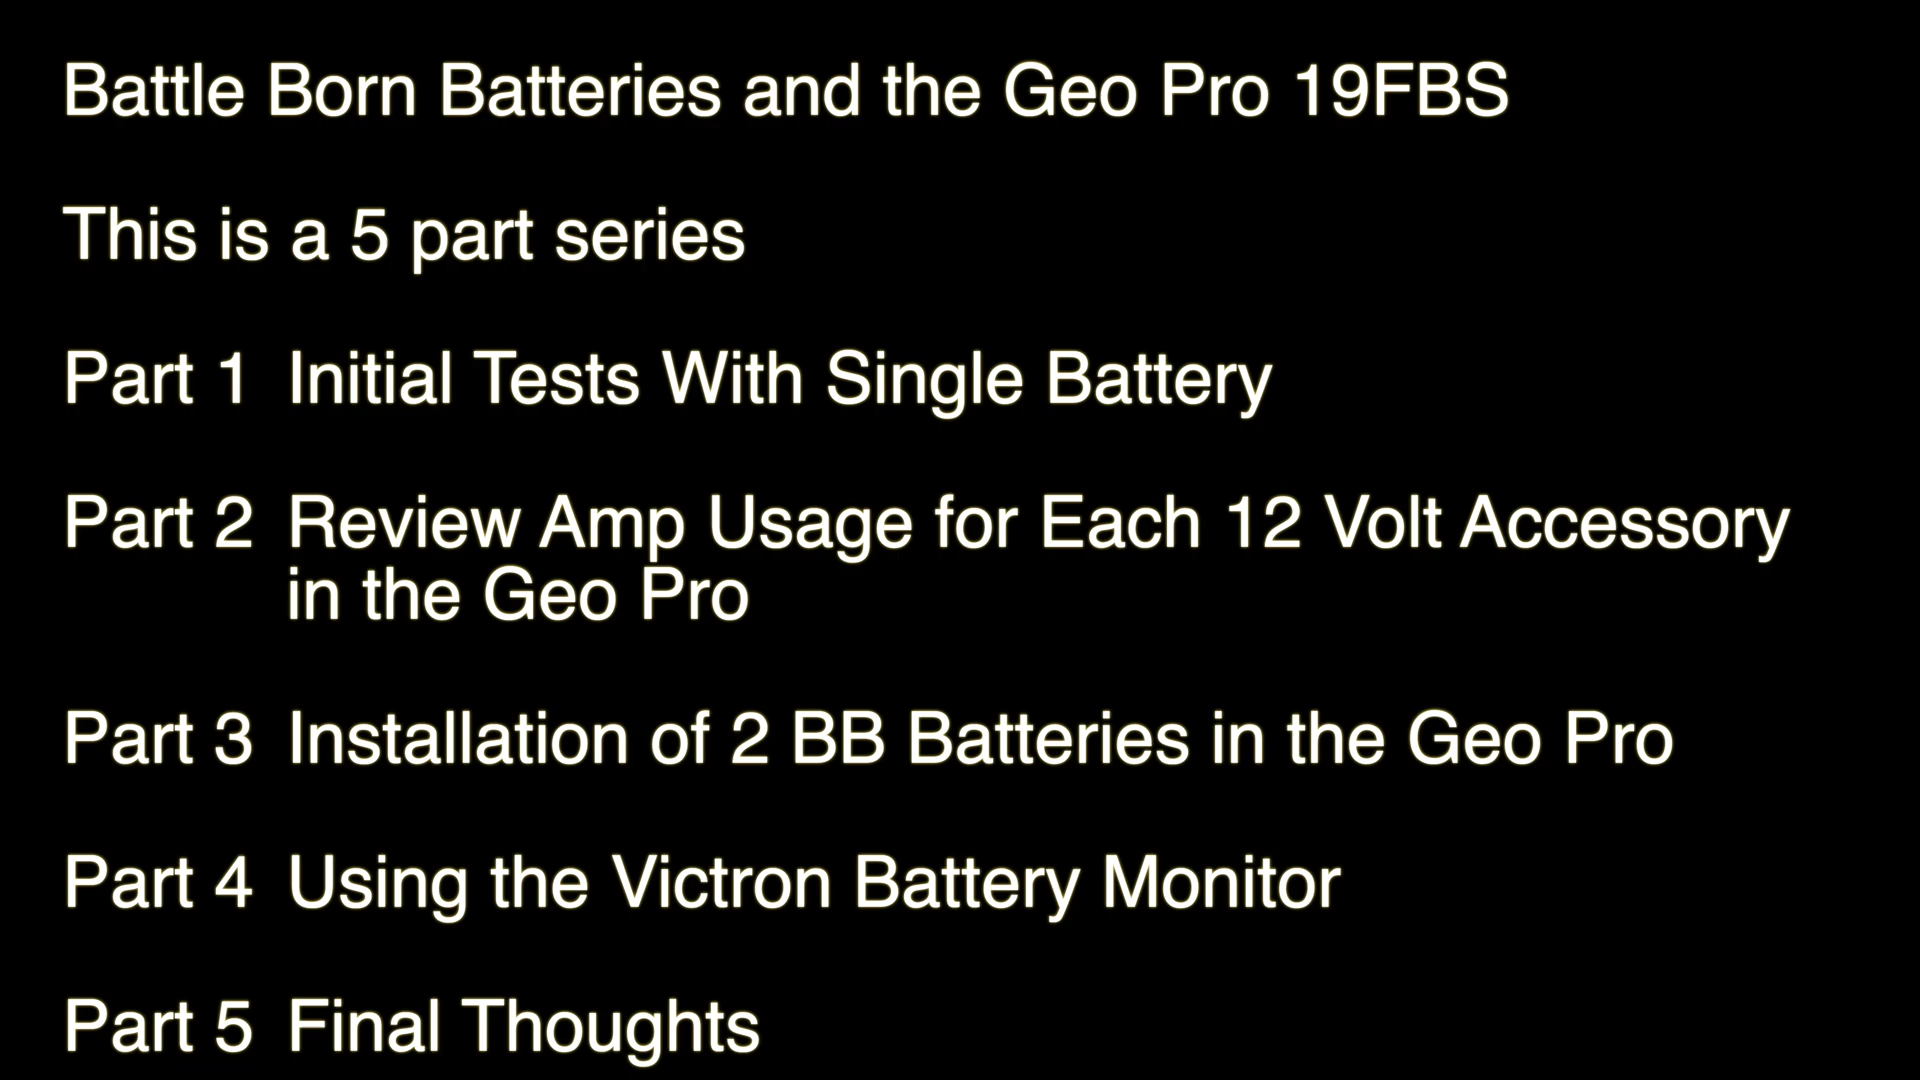 Battle Born Batteries and the Geo Pro 19FBS
This is a 5 part series
Part 1 Initial Tests With Single Battery
Part 2 Review Amp Usage for Each 12 Volt Accessory
in the Geo Pro
Part 3 Installation of 2 BB Batteries in the Geo Pro
Part 4 Using the Victron Battery Monitor
Part 5 Final Thoughts